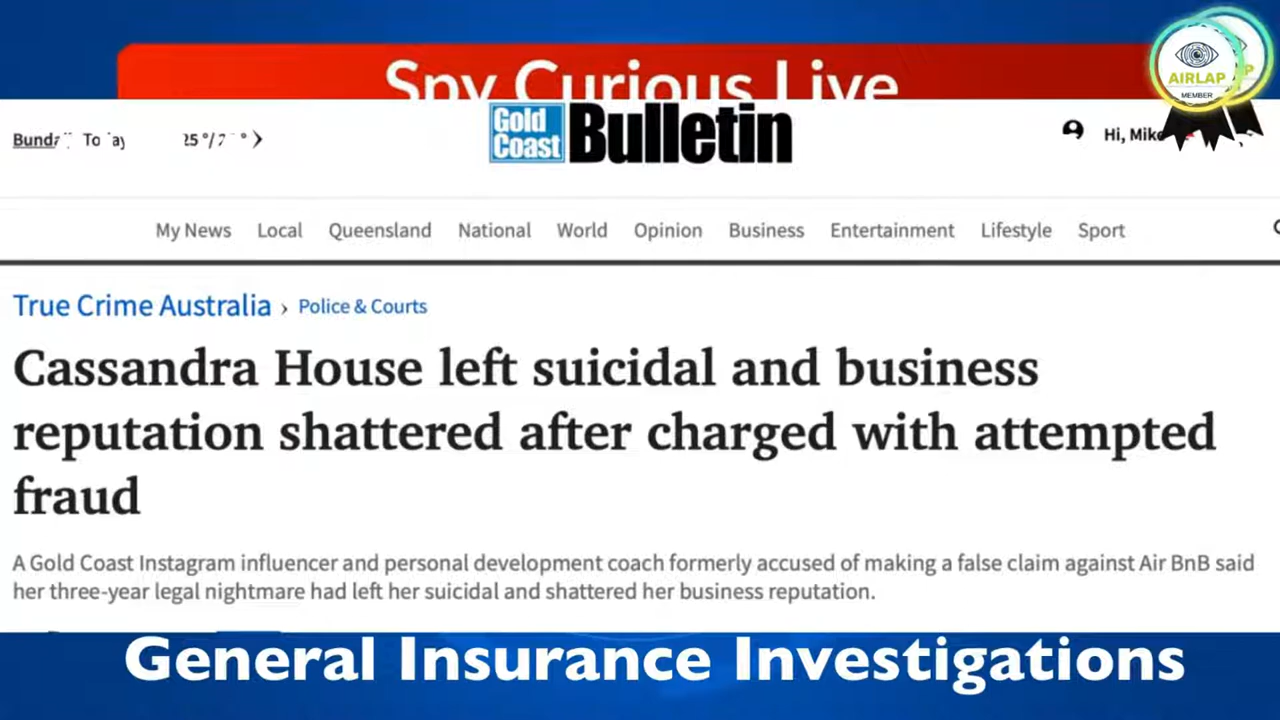 Spy Curious Live
AIRLAP
MEMBER
Gold
Coast
Bulletin
Hi, Mike
My News Local Queensland National World Opinion Business Entertainment Lifestyle Sport
True Crime Australia › Police & Courts
Cassandra House left suicidal and business
reputation shattered after charged with attempted
fraud
A Gold Coast Instagram influencer and personal development coach formerly accused of making a false claim against Air BnB said
her three-year legal nightmare had left her suicidal and shattered her business reputation.
General Insurance Investigations